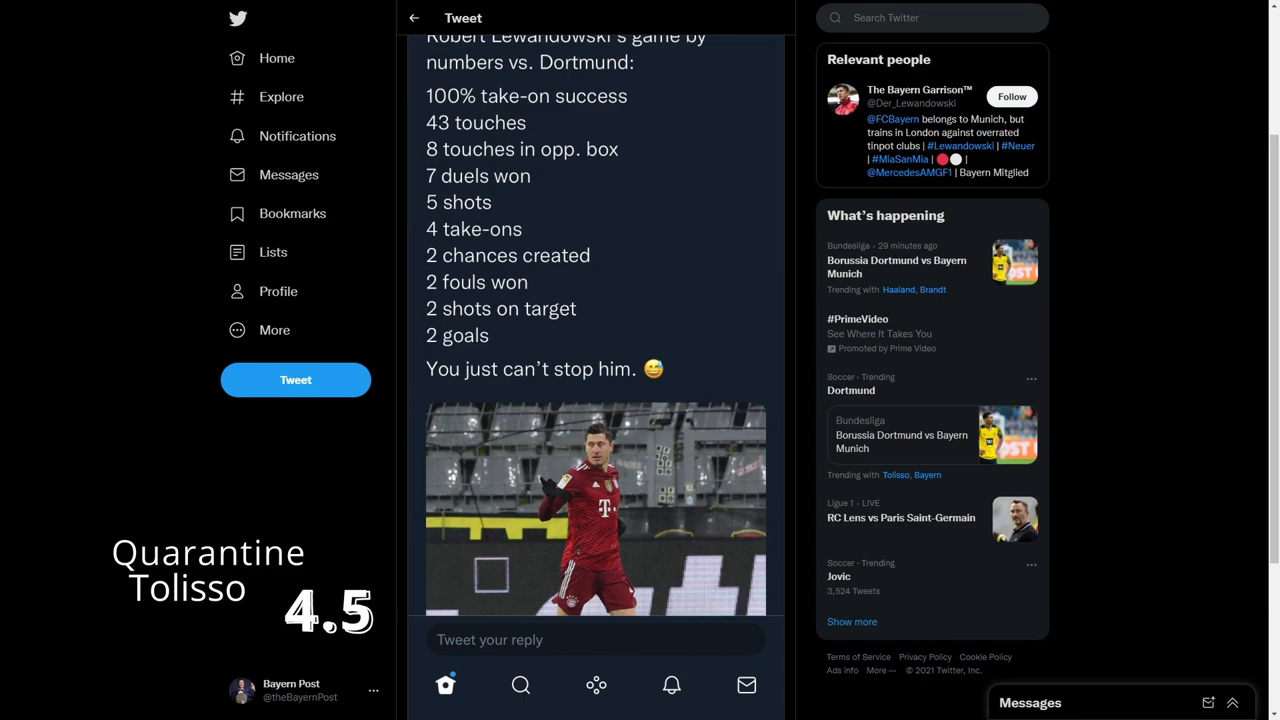 Home
Explore
Notifications
Messages
Bookmarks
Lists
Profile
More
Tweet
Quarantine
Tolisso
4.5
Bayern Post
@theBayernPost
Tweet
Robert Lewandowski's game by
numbers vs. Dortmund:
100% take-on success
43 touches
8 touches in opp. box
7 duels won
5 shots
4 take-ons
2 chances created
2 fouls won
2 shots on target
2 goals
You just can't stop him. 😅
T
Tweet your reply
Search Twitter
Relevant people
The Bayern Garrison™
@Der_Lewandowski
Follow
@FCBayern belongs to Munich, but
trains in London against overrated
tinpot clubs | #Lewandowski | #Neuer
| #MiaSanMia | 🔴⚪ |
@MercedesAMGF1 | Bayern Mitglied
What's happening
Bundesliga · 29 minutes ago
Borussia Dortmund vs Bayern
Munich
Trending with Haaland, Brandt
#PrimeVideo
See Where It Takes You
Promoted by Prime Video
Soccer · Trending
Dortmund
Bundesliga
Borussia Dortmund vs Bayern
Munich
Trending with Tolisso, Bayern
Ligue 1 · LIVE
RC Lens vs Paris Saint-Germain
Soccer · Trending
Jovic
3,524 Tweets
Show more
Terms of Service Privacy Policy Cookie Policy
Ad info More ··· © 2021 Twitter, Inc.
Messages